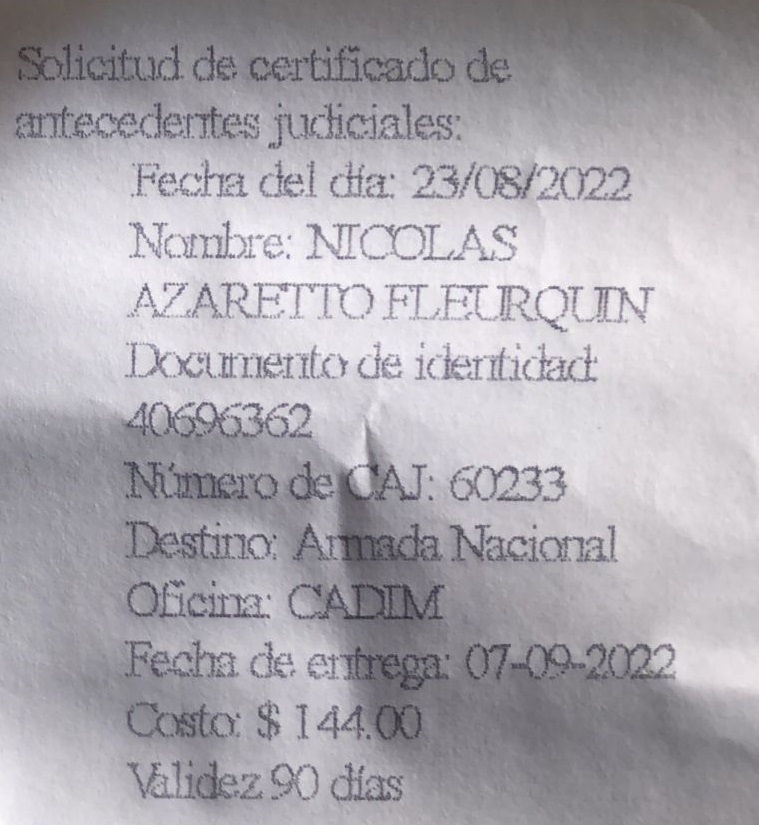 Solicitud de certificado de
antecedentes judiciales:
Fecha del día: 23/08/2022
Nombre: NICOLAS
AZARETTO FLEURQUIN
Documento de identidad:
40696362
Número de CAJ: 60233
Destino: Armada Nacional
Oficina: CADIM
Fecha de entrega: 07-09-2022
Costo: $ 144.00
Validez 90 días